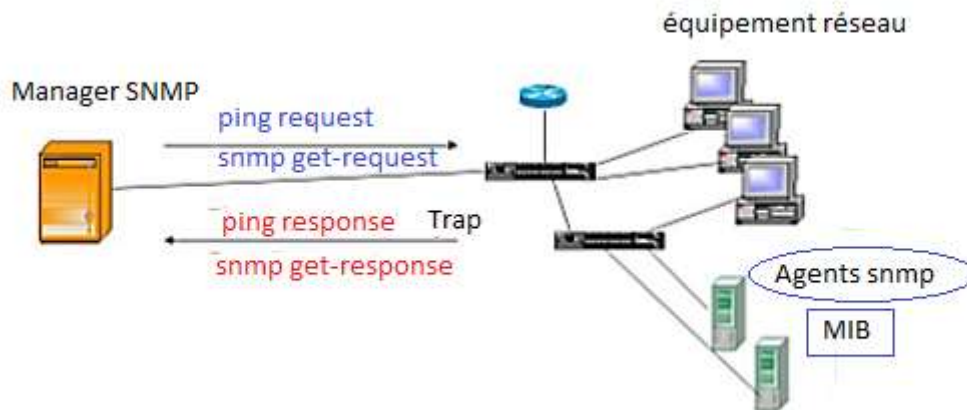 équipement réseau
Manager SNMP
ping request
snmp get-request
ping response
Trap
snmp get-response
Agents snmp
MIB